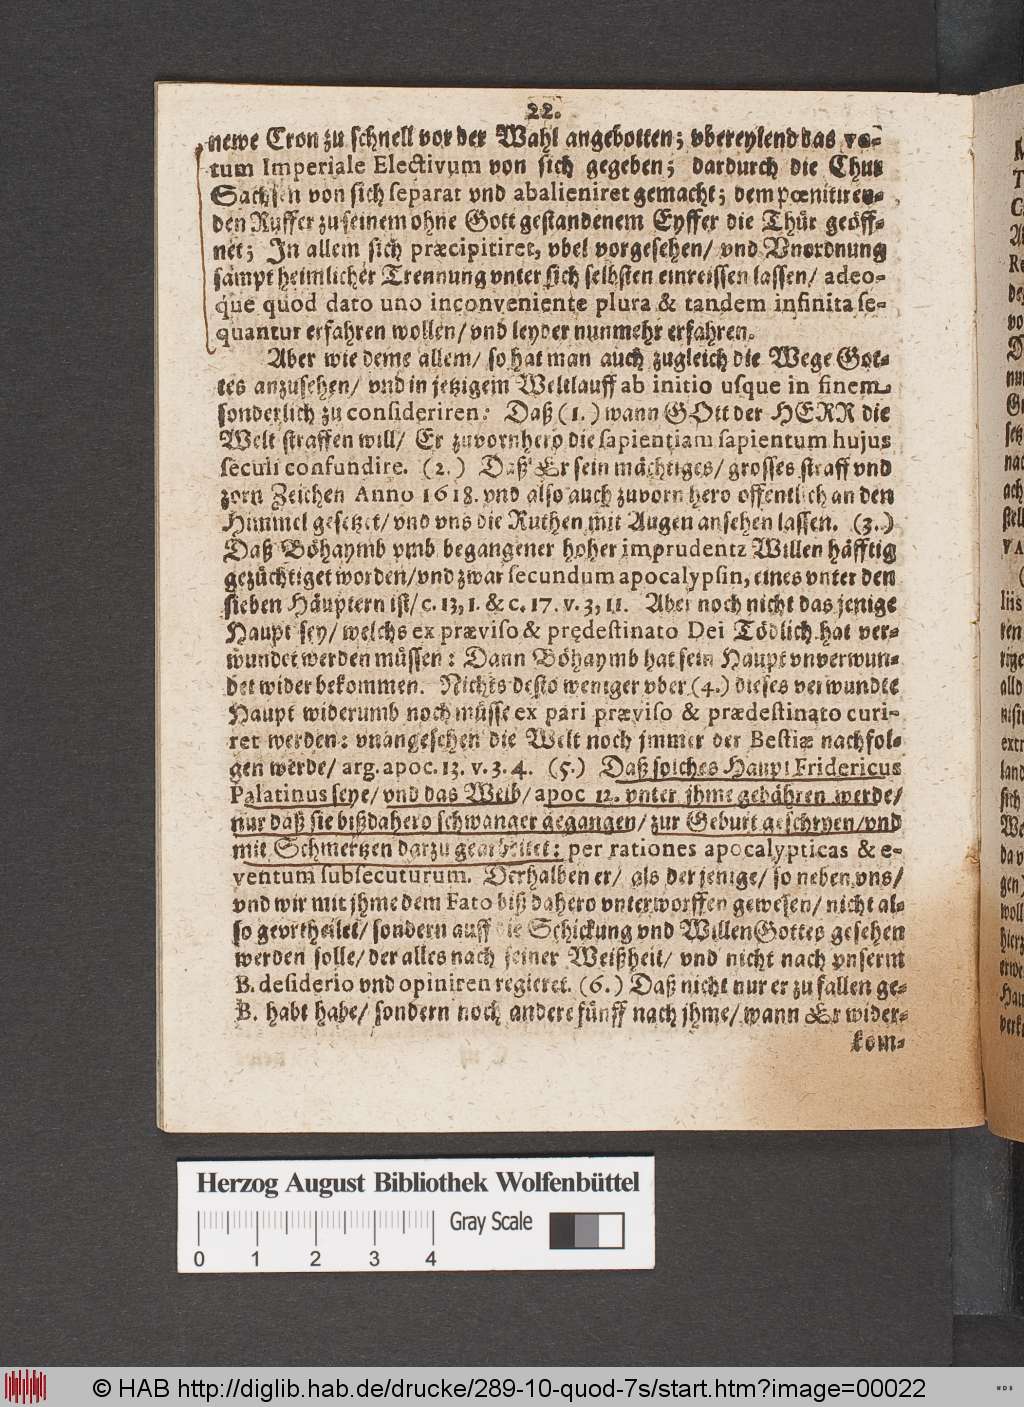 22.
newe Cron zu schnell vor der Wahl angebotten; vbereylend das vo-
tum Imperiale Electivum von sich gegeben; dardurch die Chur
Sachsen von sich separat vnd abalieniret gemacht; dem pœnituren-
den Ruffer zu seinem ohne Gott gestandenem Eyffer die Thür geöff-
net; In allem sich præcipitiret, vbel vorgesehen/ vnd Vnordnung
sampt heimlicher Trennung vnter sich selbsten einreissen lassen/ adeo-
que quod dato uno inconveniente plura & tandem infinita se-
quantur erfahren wollen/ vnd leyder nunmehr erfahren.
Aber wie deme allem/ so hat man auch zugleich die Wege Got-
tes anzusehen/ vnd in jetzigem Weltlauff ab initio usque in finem
sonderlich zu consideriren: Daß (1.) wann GOtt der HERR die
Welt straffen will/ Er zuvornhero die sapientiam sapientum hujus
seculi confundire. (2.) Daß Er sein mächtiges/ grosses straff vnd
zorn Zeichen Anno 1618. vnd also auch zuvorn hero offentlich an den
Himmel gesetzet/ vnd vns die Ruthen mit Augen ansehen lassen. (3.)
Daß Böhaymb vmb begangener hoher imprudentz Willen häfftig
gezüchtiget worden/ vnd zwar secundum apocalypsin, eines vnter den
sieben Häuptern ist/ c. 13, 1. & c. 17. v. 3, 11. Aber noch nicht das jenige
Haupt sey/ welchs ex præviso & prędestinato Dei Tödlich hat ver-
wundet werden müssen: Dann Böhaymb hat sein Haupt vnverwun-
det wider bekommen. Nichts desto weniger vber (4.) dieses verwundte
Haupt widerumb noch müsse ex pari præviso & prædestinato curi-
ret werden: vnangesehen die Welt noch jmmer der Bestiæ nachfol-
gen werde/ arg. apoc. 13. v. 3. 4. (5.) Daß solches Haupt Fridericus
Palatinus seye/ vnd das Weib/ apoc 12. vnter jhme gebähren werde/
nur daß sie bißdahero schwanger gegangen/ zur Geburt geschryen/ vnd
mit Schmertzen darzu gearbeitet: per rationes apocalypticas & e-
ventum subsecuturum. Derhalben er/ als der jenige/ so neben vns/
vnd wir mit jhme dem Fato biß dahero vnterworffen gewesen/ nicht al-
so geurtheilet/ sondern auff die Schickung vnd Willen Gottes gesehen
werden solle/ der alles nach seiner Weißheit/ vnd nicht nach vnserm
B. desiderio vnd opiniren regieret. (6.) Daß nicht nur er zu fallen ge-
B. habt habe/ sondern noch andere fünff nach jhme/ wann Er wider-
kom-
Herzog August Bibliothek Wolfenbüttel
Gray Scale
0 1 2 3 4
© HAB http://diglib.hab.de/drucke/289-10-quod-7s/start.htm?image=00022